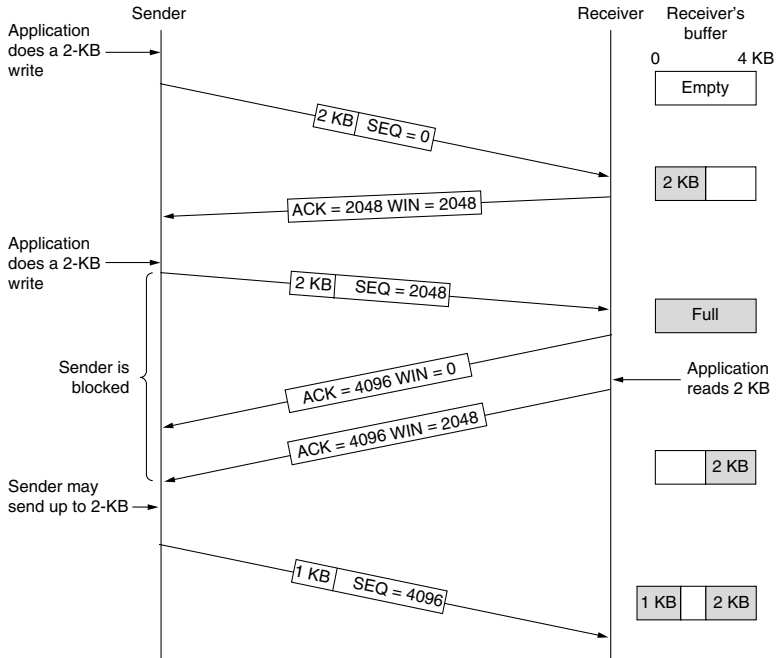 Sender
Receiver
Receiver's
buffer
Application
does a 2-KB
write
0
4 KB
Empty
2 KB
SEQ = 0
2 KB
ACK = 2048 WIN = 2048
Application
does a 2-KB
write
2 KB
SEQ = 2048
Full
Sender is
blocked
Application
reads 2 KB
ACK = 4096 WIN = 0
ACK = 4096 WIN = 2048
2 KB
Sender may
send up to 2-KB
1 KB
SEQ = 4096
1 KB
2 KB